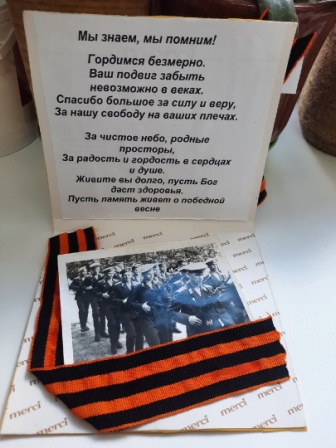 Мы знаем, мы помним!
Гордимся безмерно.
Ваш подвиг забыть
невозможно в веках.
Спасибо большое за силу и веру,
За нашу свободу на ваших плечах.
За чистое небо, родные
просторы,
За радость и гордость в сердцах
и душе.
Живите вы долго, пусть Бог
даст здоровья.
Пусть память живет о победной
весне
merci
merci
merci
merci
merci
merci
merci